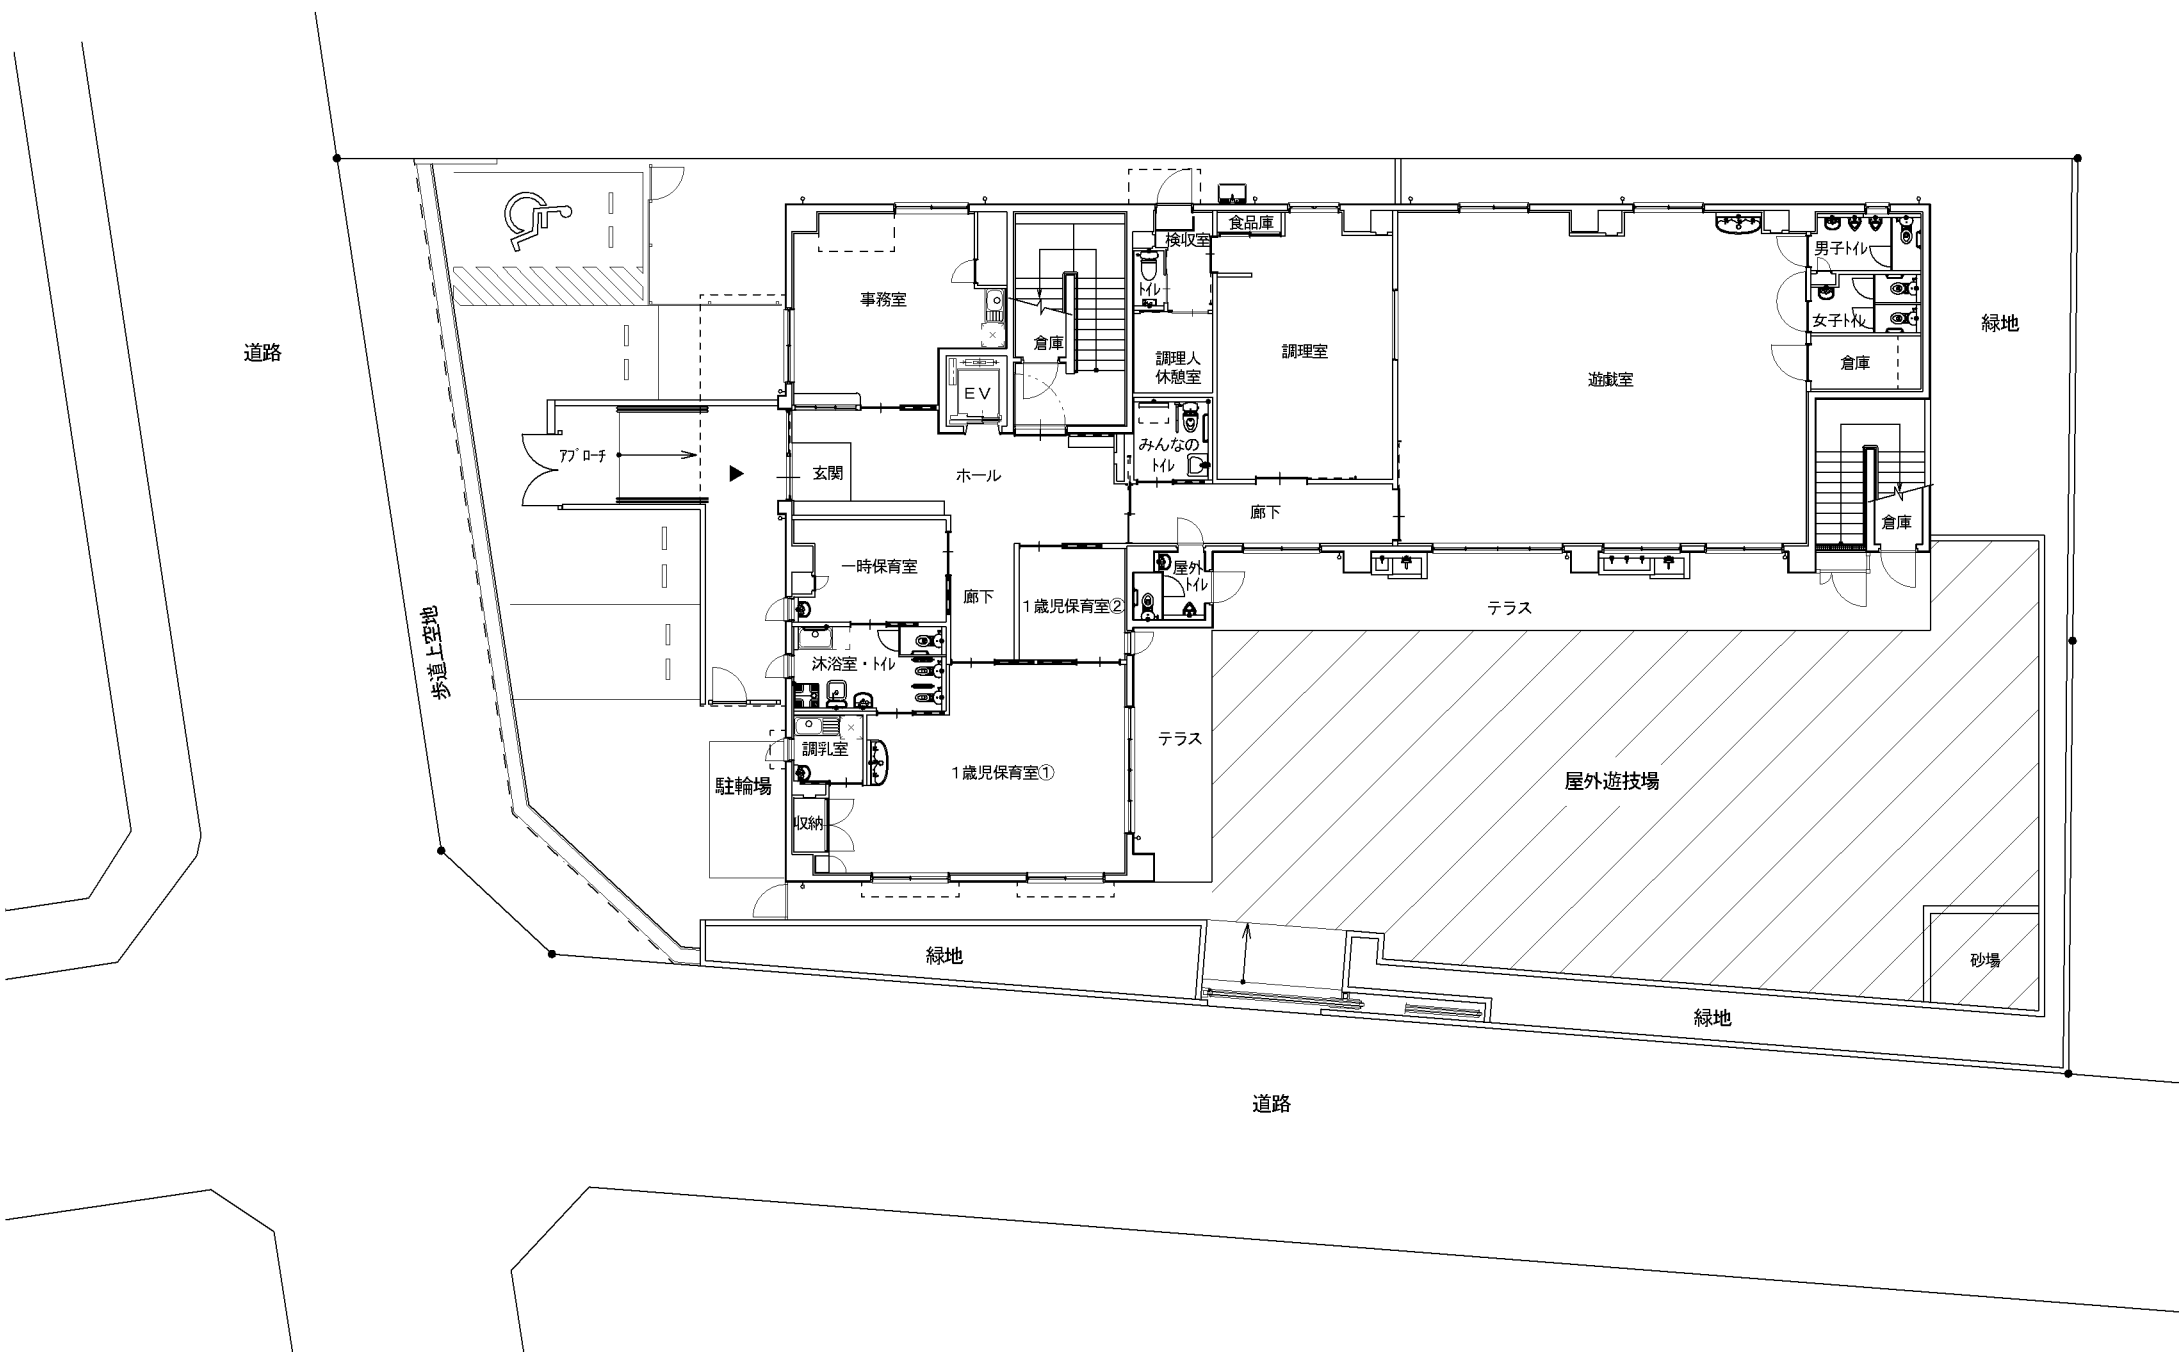 食品庫
検収室
男子ﾄｲﾚ
ﾄｲﾚ
事務室
女子ﾄｲﾚ
緑地
道路
倉庫
調理人
休憩室
調理室
倉庫
遊戯室
EV
みんなの
ﾄｲﾚ
ｱﾌﾟﾛｰﾁ
玄関
ホール
廊下
倉庫
一時保育室
屋外
ﾄｲﾚ
廊下
1歳児保育室②
テラス
歩道上空地
沐浴室・ﾄｲﾚ
テラス
調乳室
1歳児保育室①
屋外遊技場
駐輪場
収納
緑地
砂場
緑地
道路